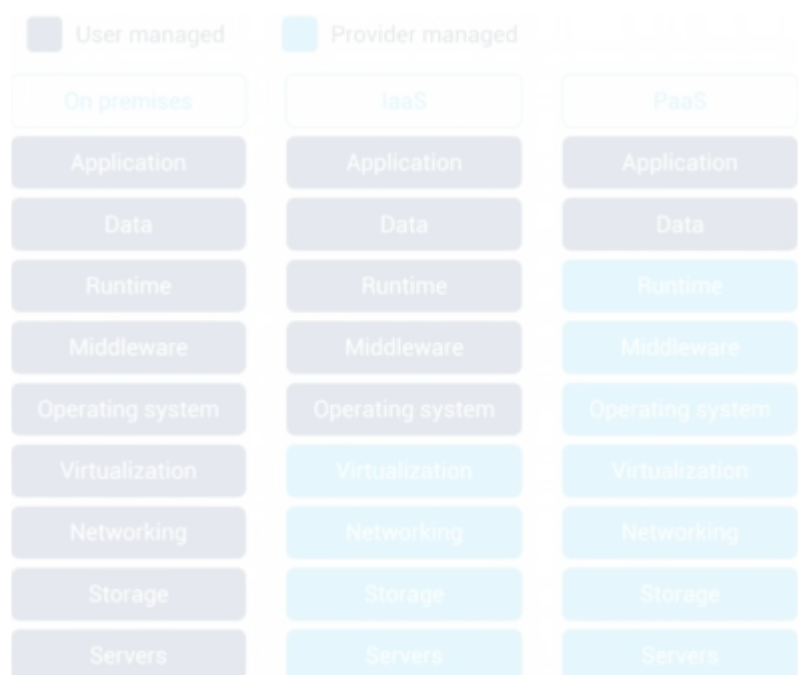 User managed Provider managed
On premises IaaS PaaS
Application Application Application
Data Data Data
Runtime Runtime Runtime
Middleware Middleware Middleware
Operating system Operating system Operating system
Virtualization Virtualization Virtualization
Networking Networking Networking
Storage Storage Storage
Servers Servers Servers